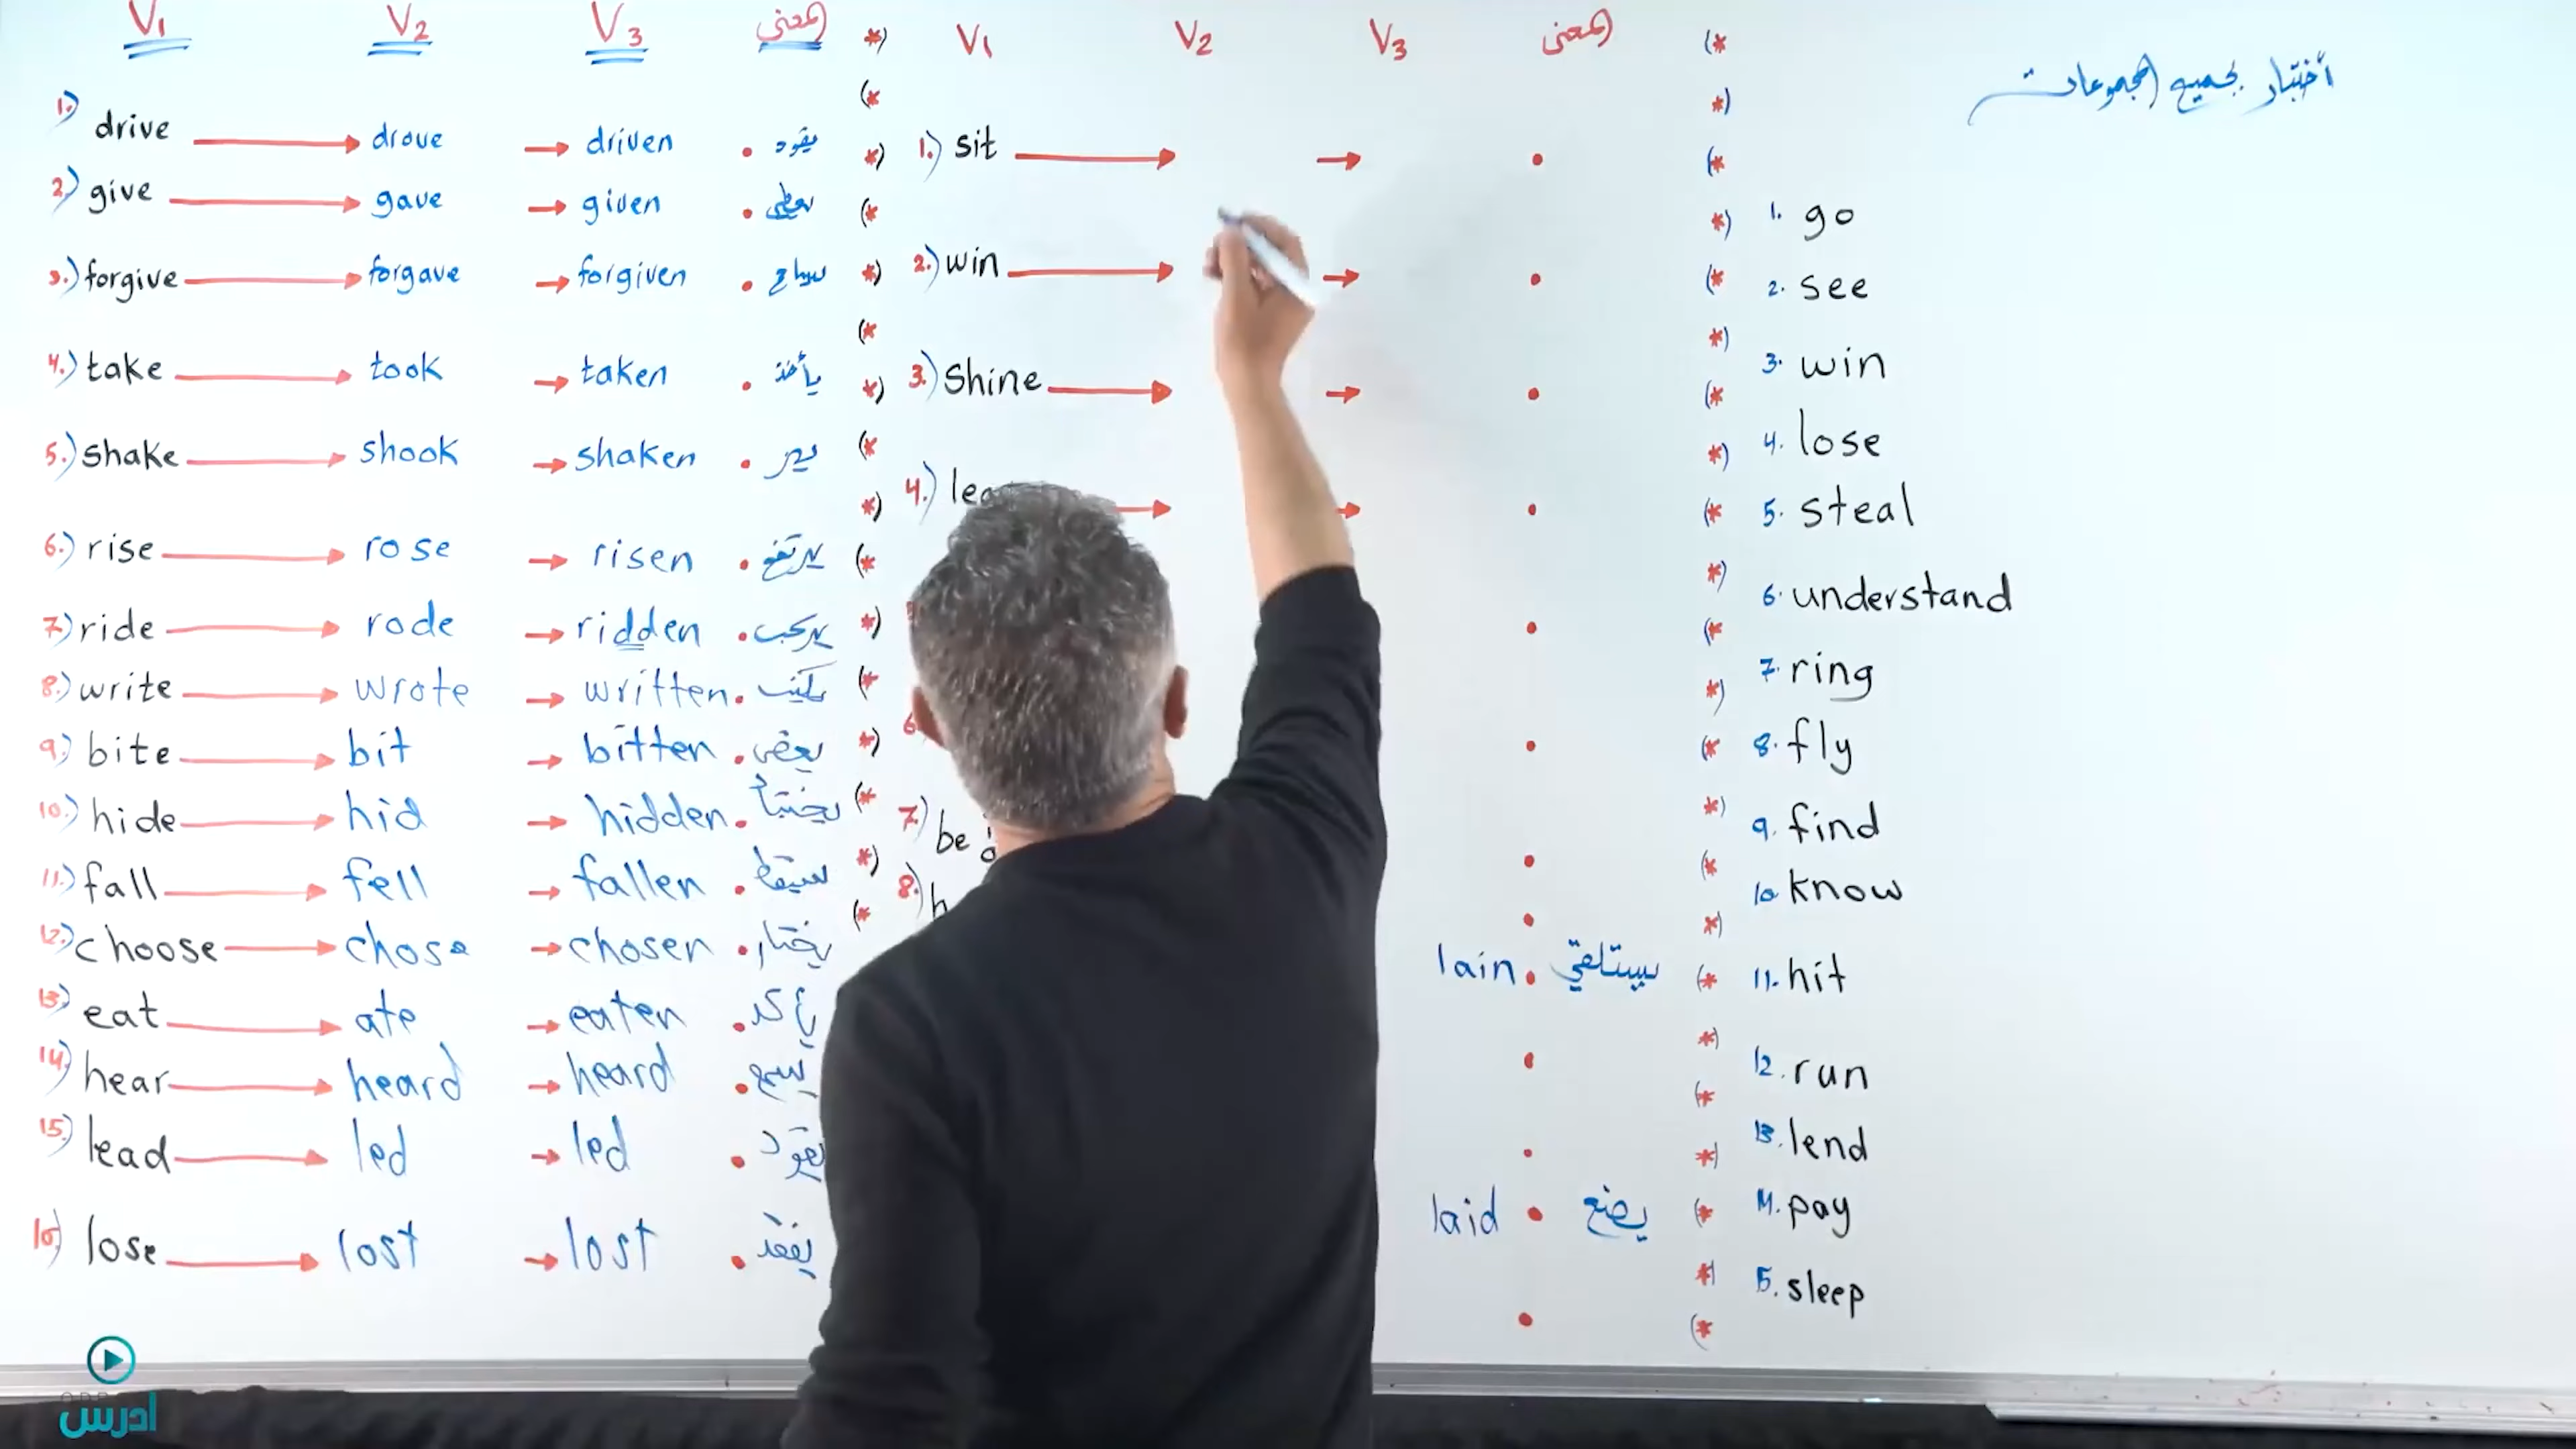 V1 V2 V3 المعنى
1.) drive → drove → driven • يقود
2) give → gave → given • يعطي
3.) forgive → forgave → forgiven • يسامح
4.) take → took → taken • يأخذ
5.) shake → shook → shaken •
6.) rise → rose → risen • يرتفع
7.) ride → rode → ridden • يركب
8.) write → wrote → written • يكتب
9.) bite → bit → bitten • يعض
10.) hide → hid → hidden • يختبأ
11.) fall → fell → fallen • يسقط
12.) choose → chose → chosen • يختار
13) eat → ate → eaten • يأكل
14.) hear → heard → heard • يسمع
15.) lead → led → led • يقود
16) lose → lost → lost • يفقد
V1 V2 V3 المعنى
1.) sit → → •
2.) win → → •
3.) Shine → → •
4.)
6
7.) be
8.)
lain • يستلقي
laid • يضع
أختبار لجميع المجموعات
1. go
2. see
3. win
4. lose
5. steal
6. understand
7. ring
8. fly
9. find
10 know
11. hit
12. run
13. lend
14. pay
15. sleep
ادرس